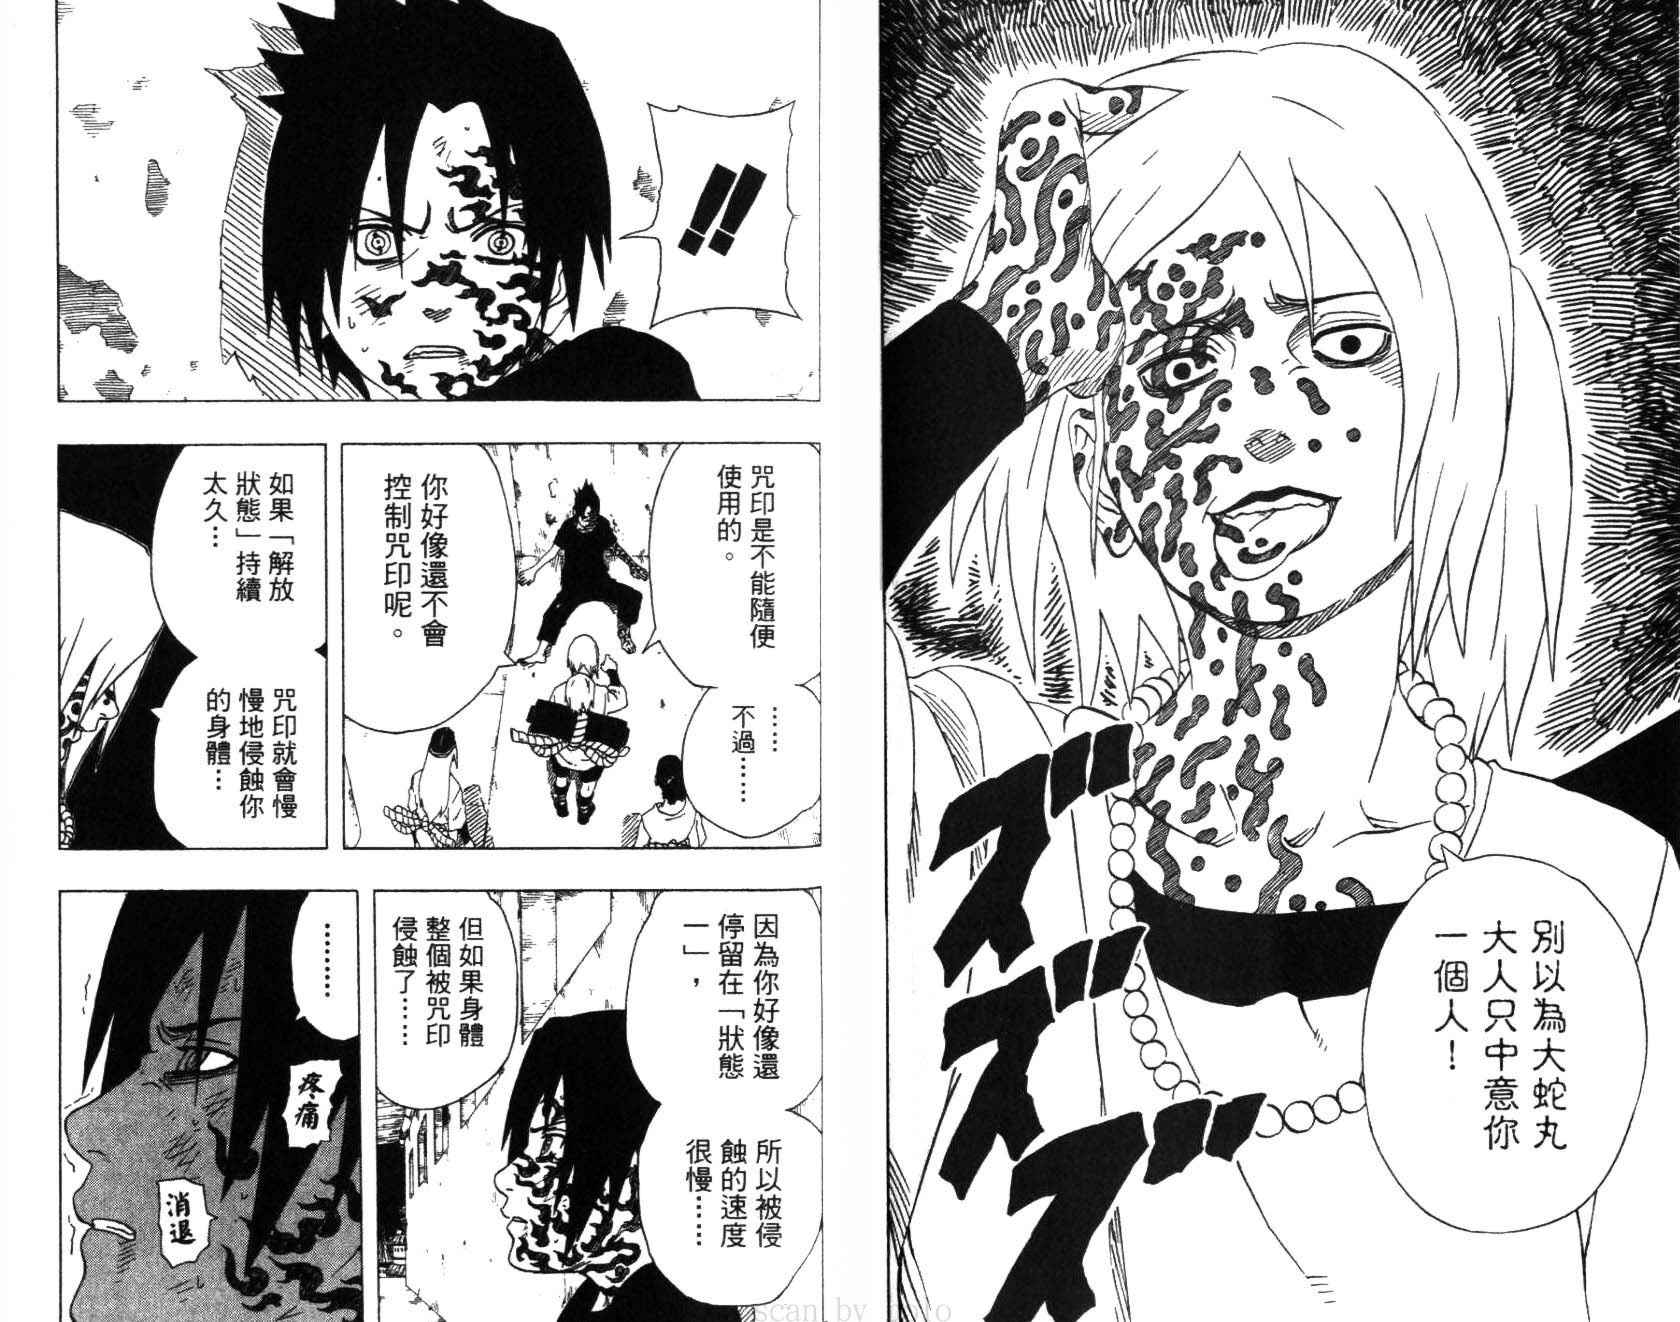 別以為大蛇丸
大人只中意你
一個人！
ズズ
ズズ
ズズ
!!
咒印是不能隨便
使用的。
……
不過……
你好像還不會
控制咒印呢。
如果「解放
狀態」持續
太久…
咒印就會慢
慢地侵蝕你
的身體…
因為你好像還
停留在「狀態
一」，
所以被侵
蝕的速度
很慢……
但如果身體
整個被咒印
侵蝕了……
………
疼痛
消退
scan by